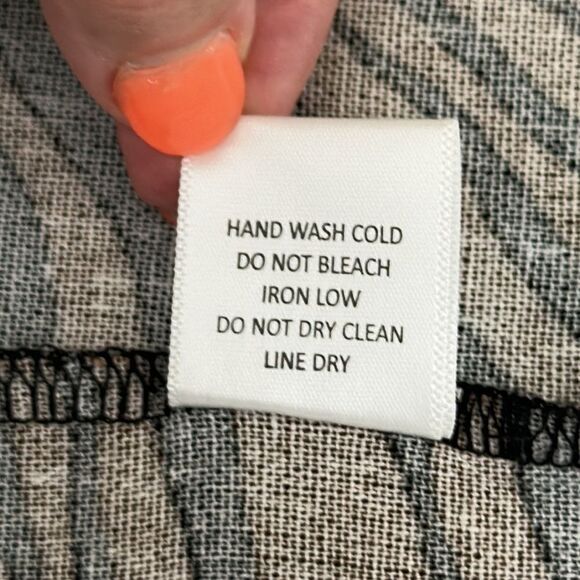 HAND WASH COLD
DO NOT BLEACH
IRON LOW
DO NOT DRY CLEAN
LINE DRY